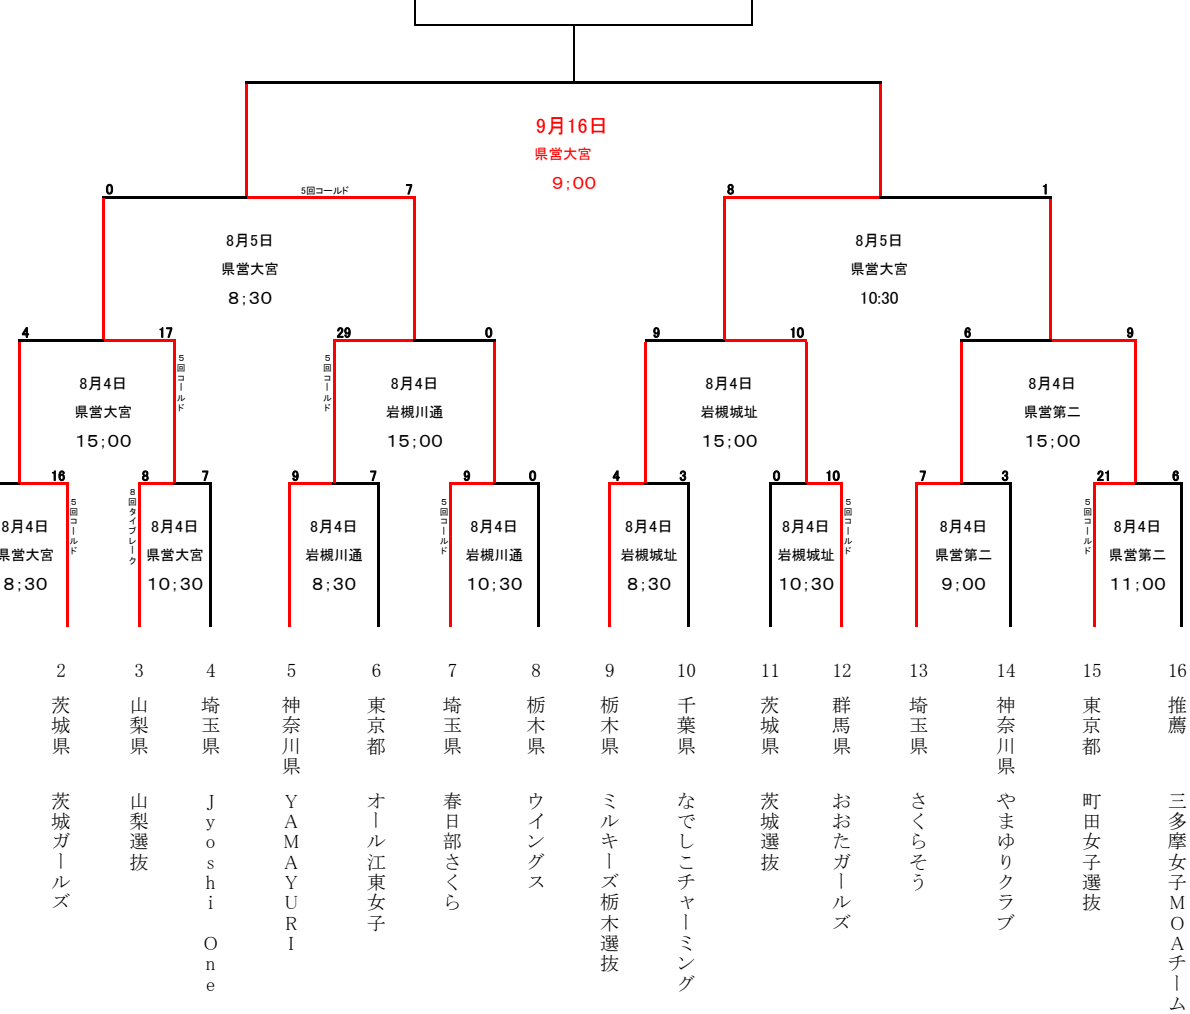 9月16日
県営大宮
9;00
0
5回コールド
7
8
1
8月5日
県営大宮
8;30
8月5日
県営大宮
10:30
4
17
29
0
9
10
6
9
5回コールド
5回コールド
8月4日
県営大宮
15;00
8月4日
岩槻川通
15;00
8月4日
岩槻城址
15;00
8月4日
県営第二
15;00
16
8
7
9
7
9
0
4
3
0
10
7
3
21
6
5回コールド
8回タイブレーク
5回コールド
5回コールド
5回コールド
8月4日
県営大宮
8;30
8月4日
県営大宮
10;30
8月4日
岩槻川通
8;30
8月4日
岩槻川通
10;30
8月4日
岩槻城址
8;30
8月4日
岩槻城址
10;30
8月4日
県営第二
9;00
8月4日
県営第二
11;00
2 茨城県 茨城ガールズ
3 山梨県 山梨選抜
4 埼玉県 Jyoshi One
5 神奈川県 YAMAYURI
6 東京都 オール江東女子
7 埼玉県 春日部さくら
8 栃木県 ウイングス
9 栃木県 ミルキーズ栃木選抜
10 千葉県 なでしこチャーミング
11 茨城県 茨城選抜
12 群馬県 おおたガールズ
13 埼玉県 さくらそう
14 神奈川県 やまゆりクラブ
15 東京都 町田女子選抜
16 推薦 三多摩女子MOAチーム